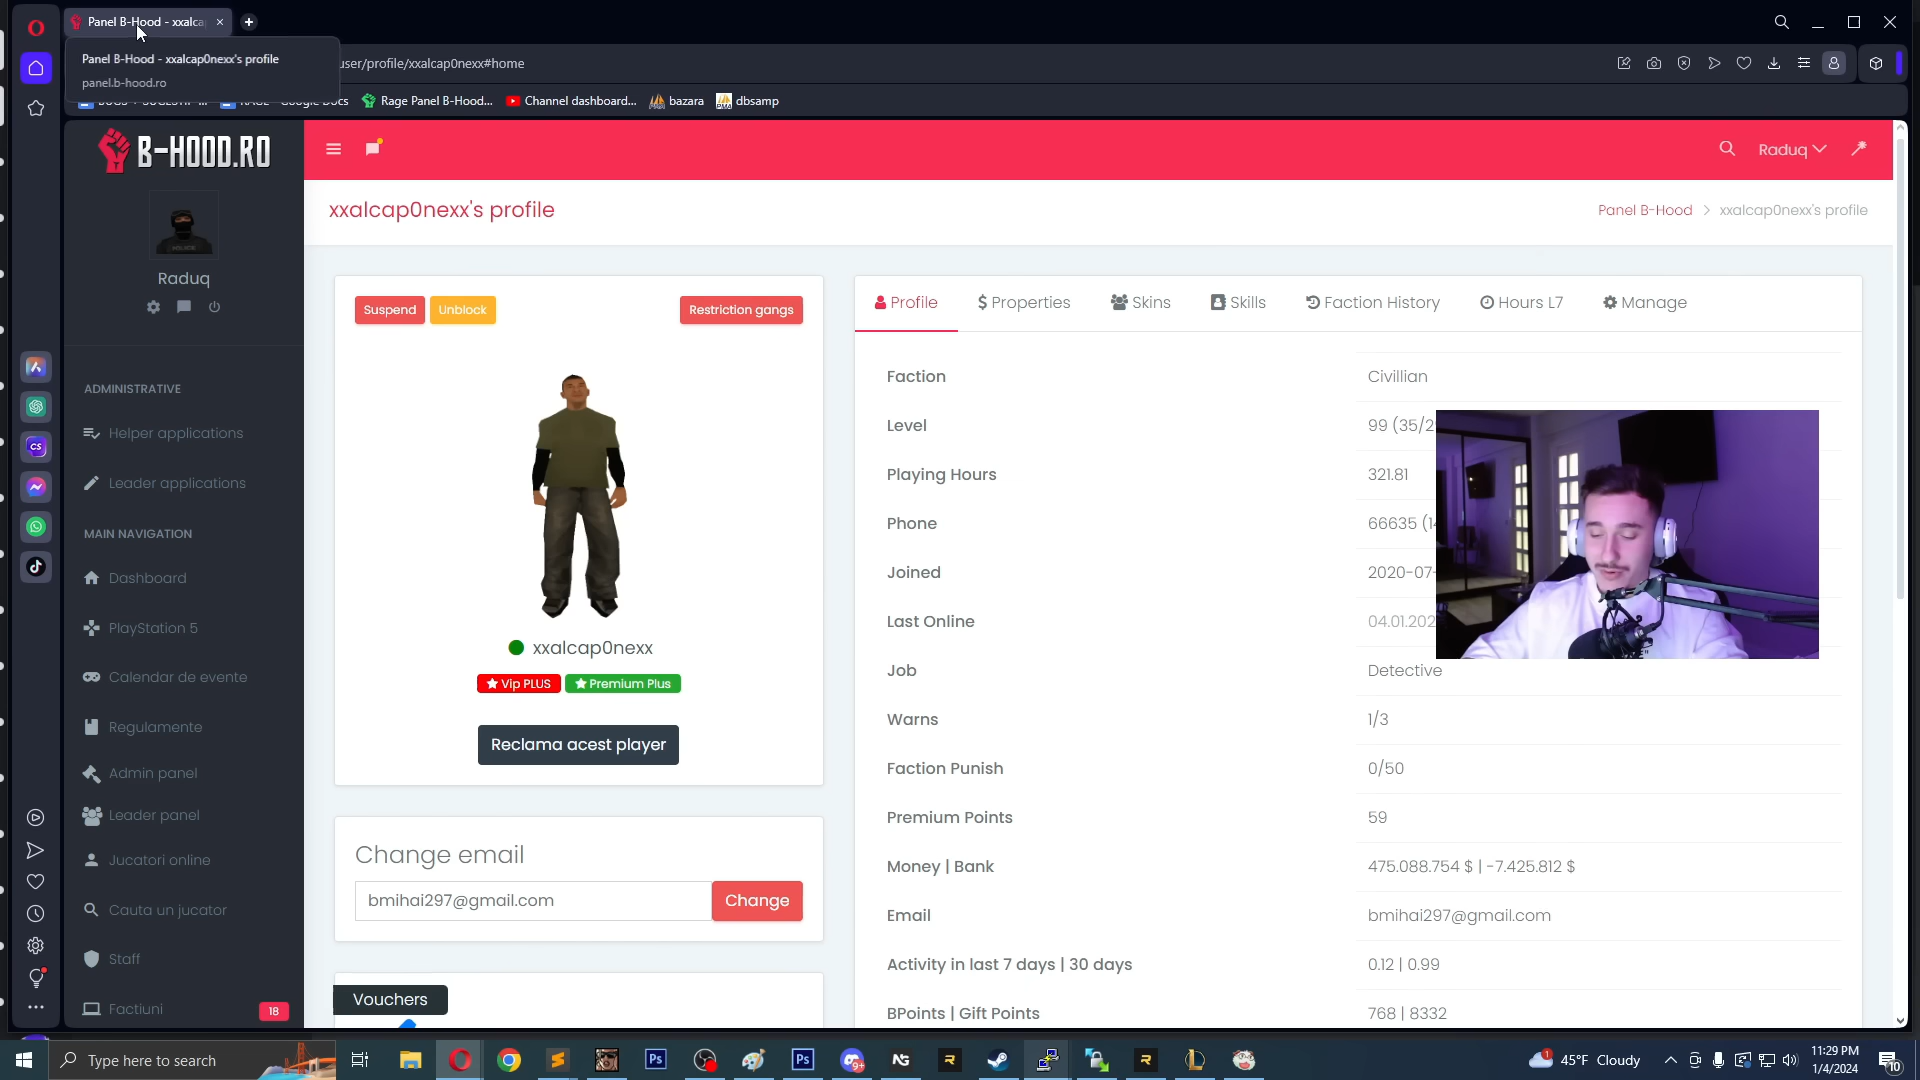 Panel B-Hood - xxalca
Panel B-Hood - xxalcap0nexx's profile
panel.b-hood.ro
user/profile/xxalcap0nexx#home
Rage Panel B-Hood...
Channel dashboard...
bazara
dbsamp
B-HOOD.RO
Raduq
xxalcap0nexx's profile
Panel B-Hood > xxalcap0nexx's profile
Raduq
ADMINISTRATIVE
Helper applications
Leader applications
MAIN NAVIGATION
Dashboard
PlayStation 5
Calendar de evente
Regulamente
Admin panel
Leader panel
Jucatori online
Cauta un jucator
Staff
Factiuni 18
Suspend Unblock Restriction gangs
xxalcap0nexx
Vip PLUS Premium Plus
Reclama acest player
Change email
bmihai297@gmail.com Change
Vouchers
Profile Properties Skins Skills Faction History Hours L7 Manage
Faction Civillian
Level 99 (35/2
Playing Hours 321.81
Phone 66635 (1
Joined 2020-07-
Last Online 04.01.202
Job Detective
Warns 1/3
Faction Punish 0/50
Premium Points 59
Money | Bank 475.088.754 $ | -7.425.812 $
Email bmihai297@gmail.com
Activity in last 7 days | 30 days 0.12 | 0.99
BPoints | Gift Points 768 | 8332
Type here to search
45°F Cloudy
11:29 PM
1/4/2024